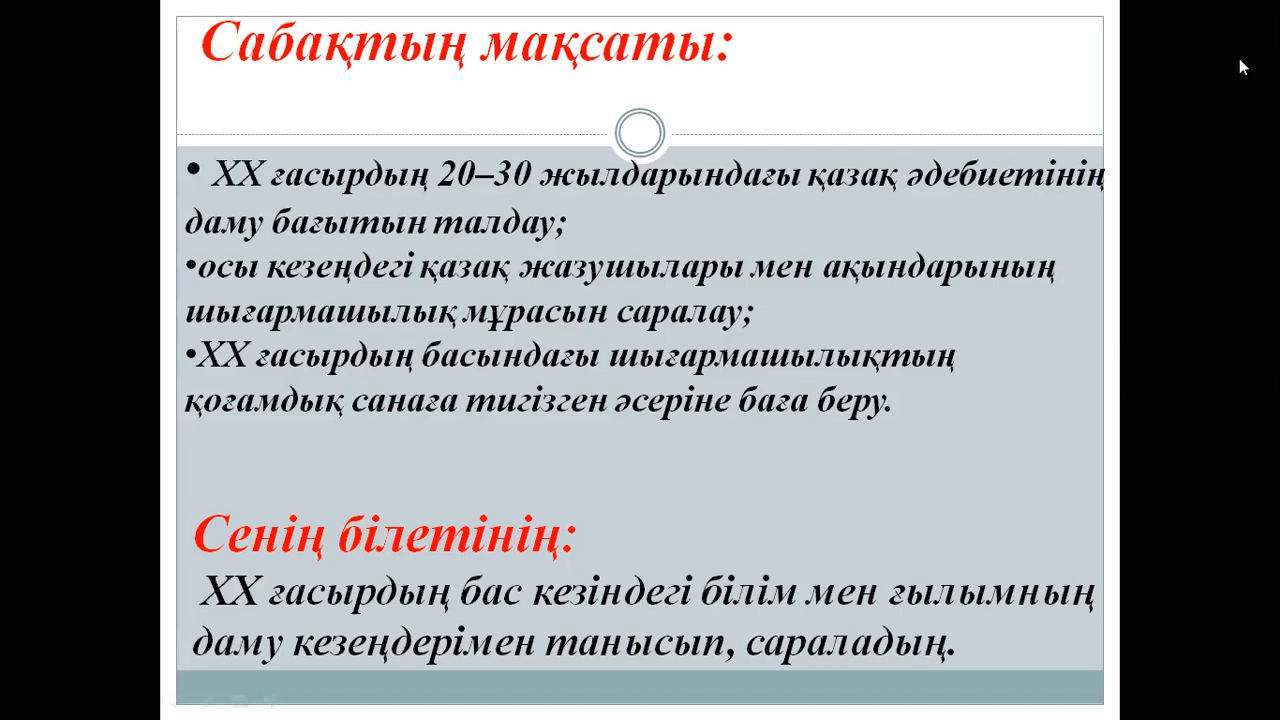 Сабақтың мақсаты:
• ХХ ғасырдың 20–30 жылдарындағы қазақ әдебиетінің
даму бағытын талдау;
•осы кезеңдегі қазақ жазушылары мен ақындарының
шығармашылық мұрасын саралау;
•ХХ ғасырдың басындағы шығармашылықтың
қоғамдық санаға тигізген әсеріне баға беру.
Сенің білетінің:
ХХ ғасырдың бас кезіндегі білім мен ғылымның
даму кезеңдерімен танысып, сараладың.